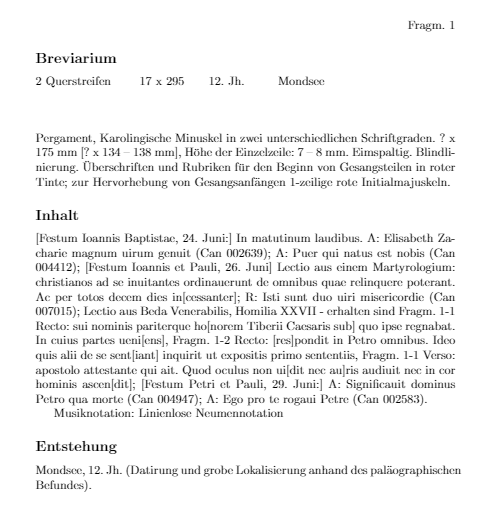 Fragm. 1
Breviarium
2 Querstreifen 17 x 295 12. Jh. Mondsee
Pergament, Karolingische Minuskel in zwei unterschiedlichen Schriftgraden. ? x
175 mm [? x 134 – 138 mm], Höhe der Einzelzeile: 7 – 8 mm. Eimspaltig. Blindli-
nierung. Überschriften und Rubriken für den Beginn von Gesangsteilen in roter
Tinte; zur Hervorhebung von Gesangsanfängen 1-zeilige rote Initialmajuskeln.
Inhalt
[Festum Ioannis Baptistae, 24. Juni:] In matutinum laudibus. Λ: Elisabeth Za-
charie magnum uirum genuit (Can 002639); Λ: Puer qui natus est nobis (Can
004412); [Festum Ioannis et Pauli, 26. Juni] Lectio aus einem Martyrologium:
christianos ad se inuitantes ordinauerunt de omnibus quae relinquere poterant.
Ac per totos decem dies in[cessanter]; R: Isti sunt duo uiri misericordie (Can
007015); Lectio aus Beda Venerabilis, Homilia XXVII - erhalten sind Fragm. 1-1
Recto: sui nominis pariterque ho[norem Tiberii Caesaris sub] quo ipse regnabat.
In cuius partes ueni[ens], Fragm. 1-2 Recto: [res]pondit in Petro omnibus. Ideo
quis alii de se sent[iant] inquirit ut expositis primo sententiis, Fragm. 1-1 Verso:
apostolo attestante qui ait. Quod oculus non ui[dit nec au]ris audiuit nec in cor
hominis ascen[dit]; [Festum Petri et Pauli, 29. Juni:] Λ: Significauit dominus
Petro qua morte (Can 004947); Λ: Ego pro te rogaui Petre (Can 002583).
Musiknotation: Linienlose Neumennotation
Entstehung
Mondsee, 12. Jh. (Datirung und grobe Lokalisierung anhand des paläographischen
Befundes).